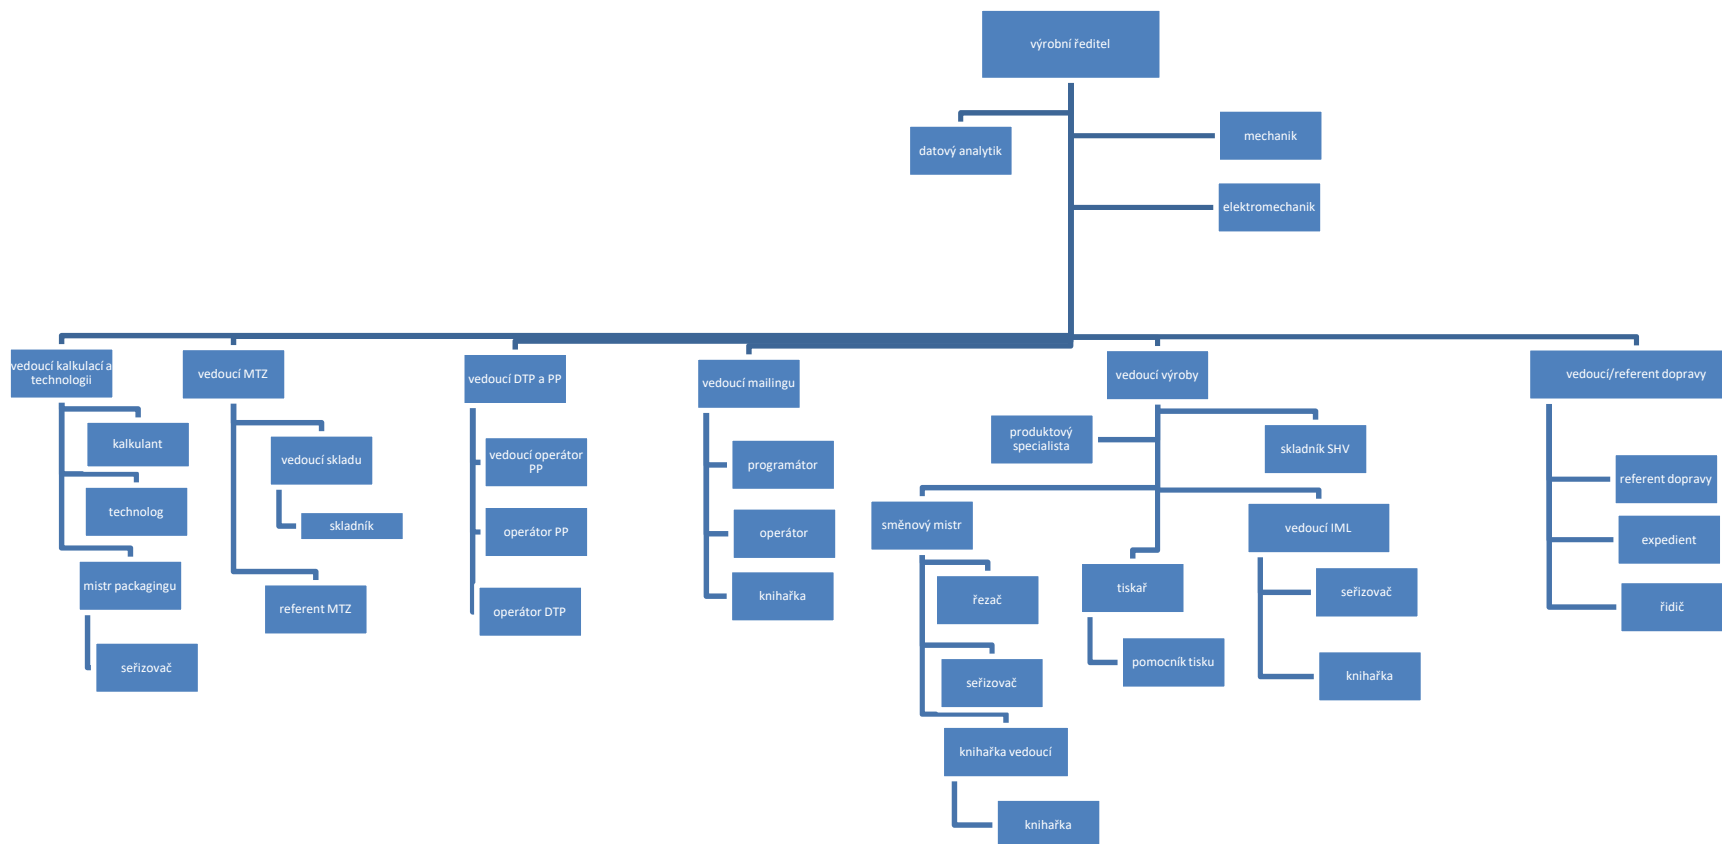 výrobní ředitel
datový analytik
mechanik
elektromechanik
vedoucí kalkulací a
technologii
vedoucí MTZ
vedoucí DTP a PP
vedoucí mailingu
vedoucí výroby
vedoucí/referent dopravy
kalkulant
technolog
mistr packagingu
seřizovač
vedoucí skladu
skladník
referent MTZ
vedoucí operátor
PP
operátor PP
operátor DTP
programátor
operátor
knihařka
produktový
specialista
skladník SHV
směnový mistr
řezač
seřizovač
knihařka vedoucí
knihařka
tiskař
pomocník tisku
vedoucí IML
seřizovač
knihařka
referent dopravy
expedient
řidič